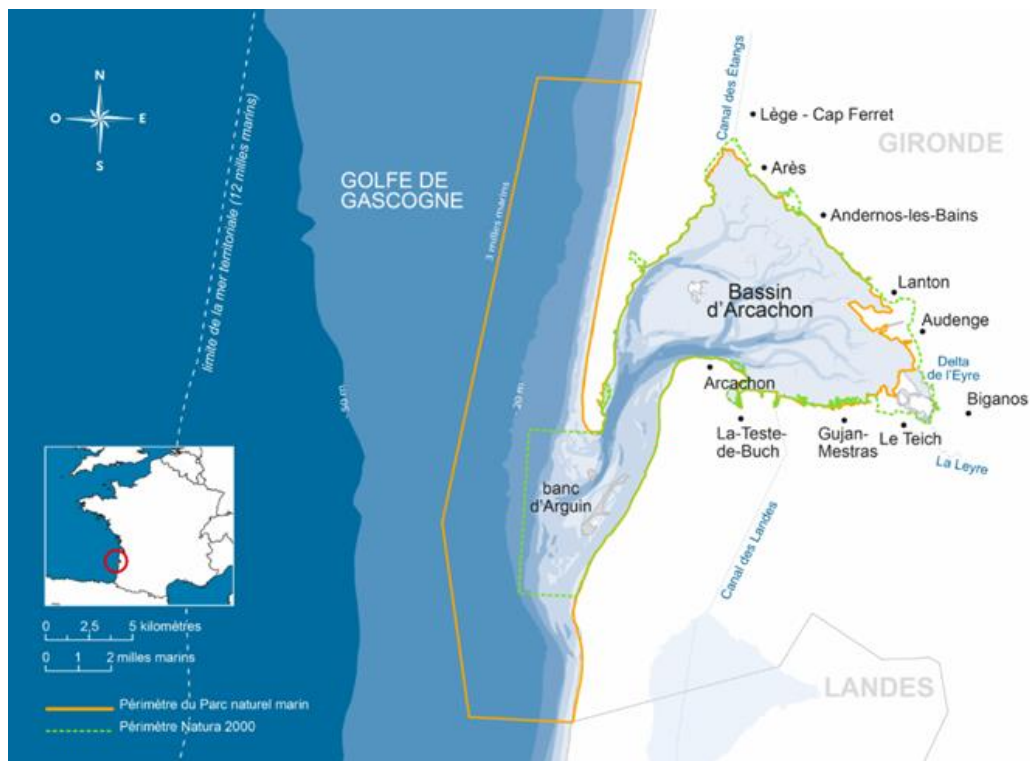 N
O
E
S
limite de la mer territoriale (12 milles marins)
GOLFE DE
GASCOGNE
3 milles marins
50 m
20 m
Canal des Étangs
Lège - Cap Ferret
GIRONDE
Arès
Andernos-les-Bains
Lanton
Bassin
d'Arcachon
Audenge
Delta
de l'Eyre
Arcachon
Biganos
La-Teste-
de-Buch
Gujan-
Mestras
Le Teich
La Leyre
banc
d'Arguin
Canal des Landes
LANDES
0 2,5 5 kilomètres
0 1 2 milles marins
Périmètre du Parc naturel marin
Périmètre Natura 2000